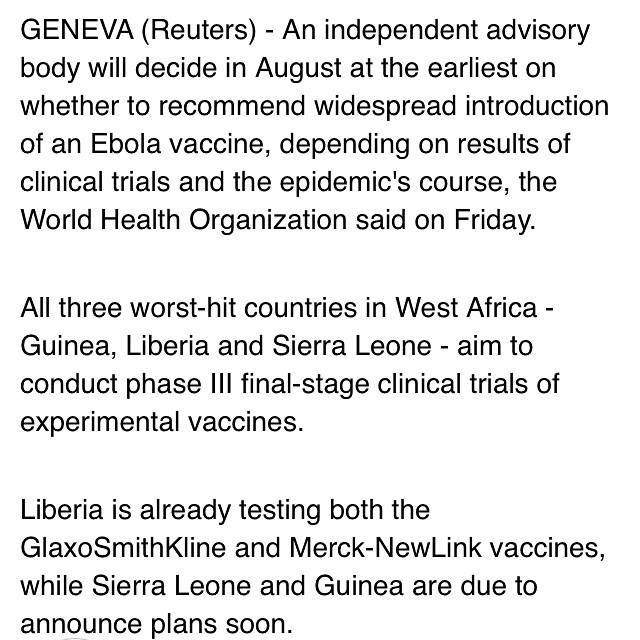 GENEVA (Reuters) - An independent advisory
body will decide in August at the earliest on
whether to recommend widespread introduction
of an Ebola vaccine, depending on results of
clinical trials and the epidemic's course, the
World Health Organization said on Friday.
All three worst-hit countries in West Africa -
Guinea, Liberia and Sierra Leone - aim to
conduct phase III final-stage clinical trials of
experimental vaccines.
Liberia is already testing both the
GlaxoSmithKline and Merck-NewLink vaccines,
while Sierra Leone and Guinea are due to
announce plans soon.